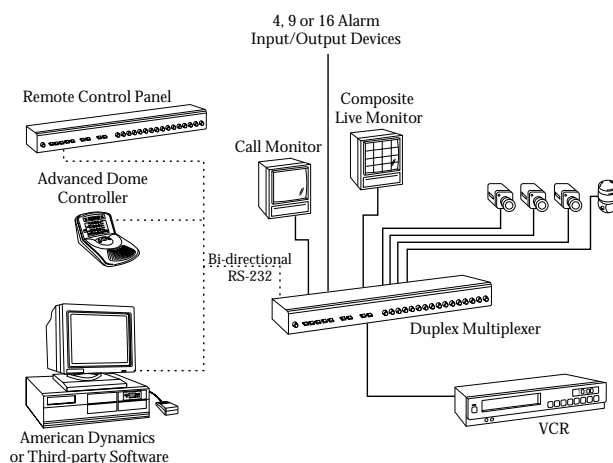 4, 9 or 16 Alarm
Input/Output Devices
Remote Control Panel
Composite
Live Monitor
Call Monitor
Advanced Dome
Controller
Bi-directional
RS-232
Duplex Multiplexer
VCR
American Dynamics
or Third-party Software